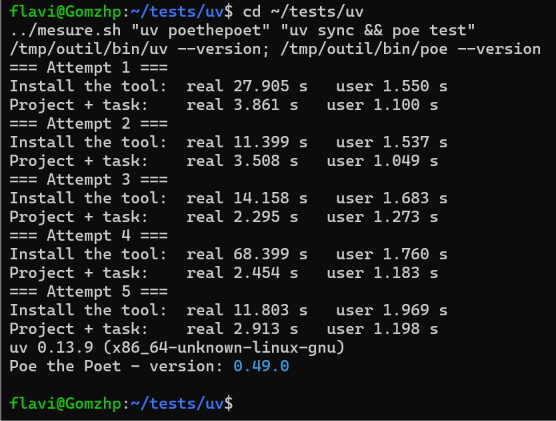 flavi@Gomzhp:~/tests/uv$ cd ~/tests/uv
../mesure.sh "uv poethepoet" "uv sync && poe test"
/tmp/outil/bin/uv --version; /tmp/outil/bin/poe --version
=== Attempt 1 ===
Install the tool:  real 27.905 s   user 1.550 s
Project + task:    real 3.861 s   user 1.100 s
=== Attempt 2 ===
Install the tool:  real 11.399 s   user 1.537 s
Project + task:    real 3.508 s   user 1.049 s
=== Attempt 3 ===
Install the tool:  real 14.158 s   user 1.683 s
Project + task:    real 2.295 s   user 1.273 s
=== Attempt 4 ===
Install the tool:  real 68.399 s   user 1.760 s
Project + task:    real 2.454 s   user 1.183 s
=== Attempt 5 ===
Install the tool:  real 11.803 s   user 1.969 s
Project + task:    real 2.913 s   user 1.198 s
uv 0.13.9 (x86_64-unknown-linux-gnu)
Poe the Poet - version: 0.49.0
flavi@Gomzhp:~/tests/uv$